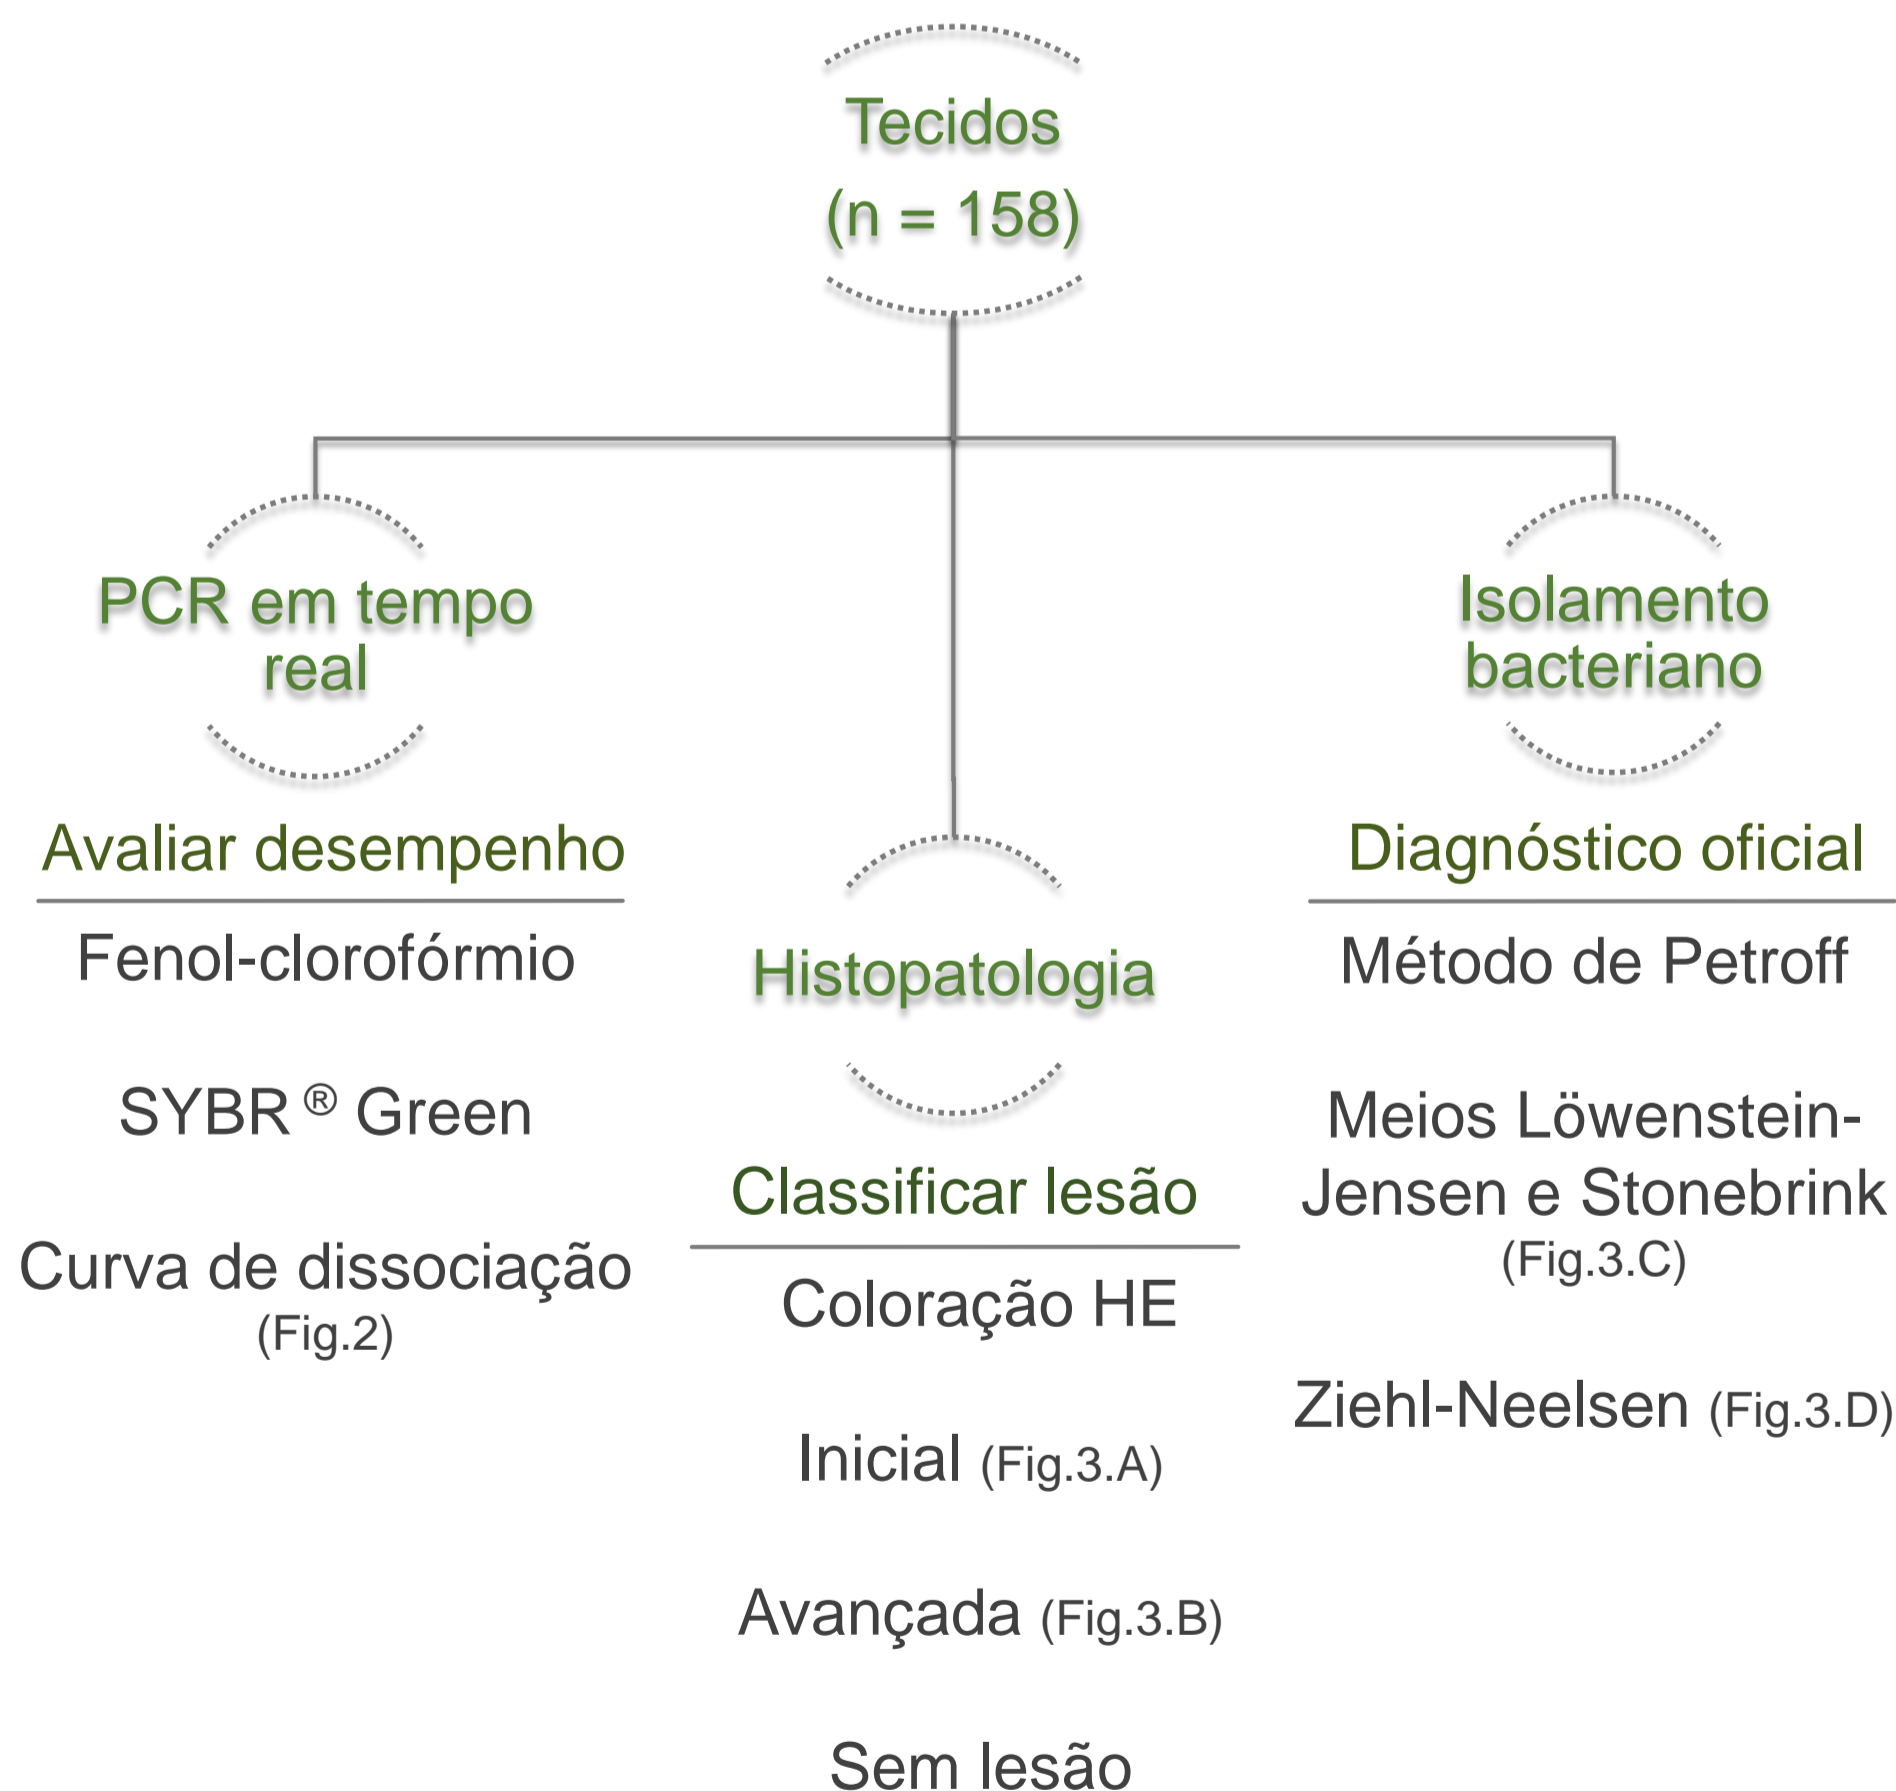 Tecidos
(n = 158)
PCR em tempo
real
Avaliar desempenho
Fenol-clorofórmio
SYBR ® Green
Curva de dissociação
(Fig.2)
Histopatologia
Classificar lesão
Coloração HE
Inicial (Fig.3.A)
Avançada (Fig.3.B)
Sem lesão
Isolamento
bacteriano
Diagnóstico oficial
Método de Petroff
Meios Löwenstein-
Jensen e Stonebrink
(Fig.3.C)
Ziehl-Neelsen (Fig.3.D)